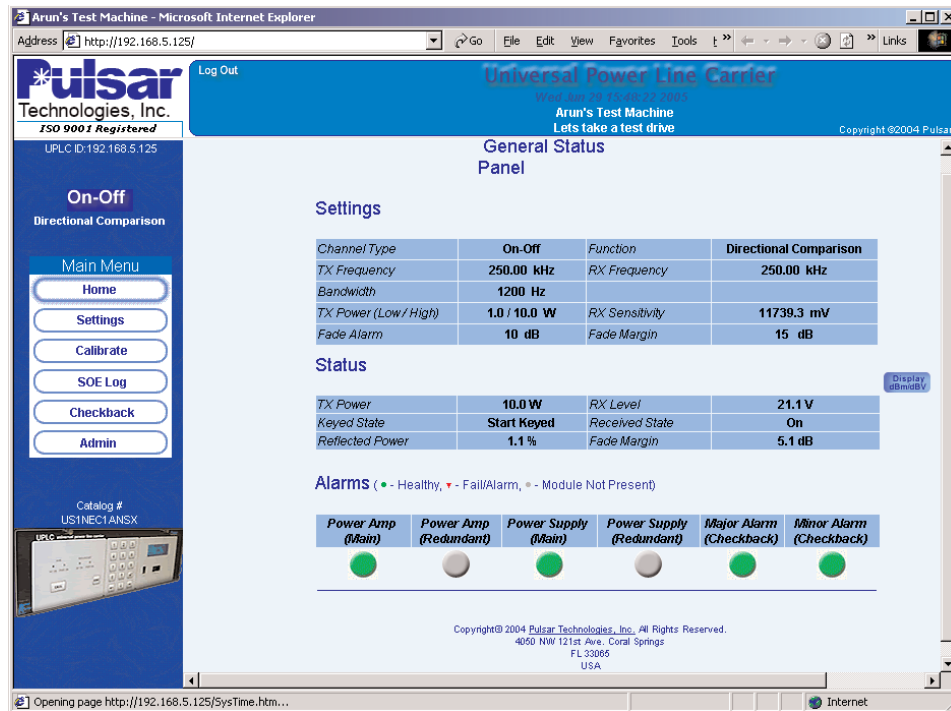 Arun's Test Machine - Microsoft Internet Explorer
Address http://192.168.5.125/ Go File Edit View Favorites Tools Links
Pulsar
Technologies, Inc.
ISO 9001 Registered
Log Out
Universal Power Line Carrier
Wed Jun 29 15:46:22 2005
Arun's Test Machine
Lets take a test drive
Copyright ©2004 Pulsar
UPLC ID:192.168.5.125
On-Off
Directional Comparison
Main Menu
Home
Settings
Calibrate
SOE Log
Checkback
Admin
Catalog #
US1NEC1ANSX
UPLC
General Status
Panel
Settings
Channel Type On-Off Function Directional Comparison
TX Frequency 250.00 kHz RX Frequency 250.00 kHz
Bandwidth 1200 Hz
TX Power (Low / High) 1.0 / 10.0 W RX Sensitivity 11739.3 mV
Fade Alarm 10 dB Fade Margin 15 dB
Status
Display
dBm/dBV
TX Power 10.0 W RX Level 21.1 V
Keyed State Start Keyed Received State On
Reflected Power 1.1 % Fade Margin 5.1 dB
Alarms ( ● - Healthy, ▼ - Fail/Alarm, ● - Module Not Present)
Power Amp (Main) Power Amp (Redundant) Power Supply (Main) Power Supply (Redundant) Major Alarm (Checkback) Minor Alarm (Checkback)
Copyright© 2004 Pulsar Technologies, Inc. All Rights Reserved.
4050 NW 121st Ave. Coral Springs
FL 33065
USA
Opening page http://192.168.5.125/SysTime.htm... Internet